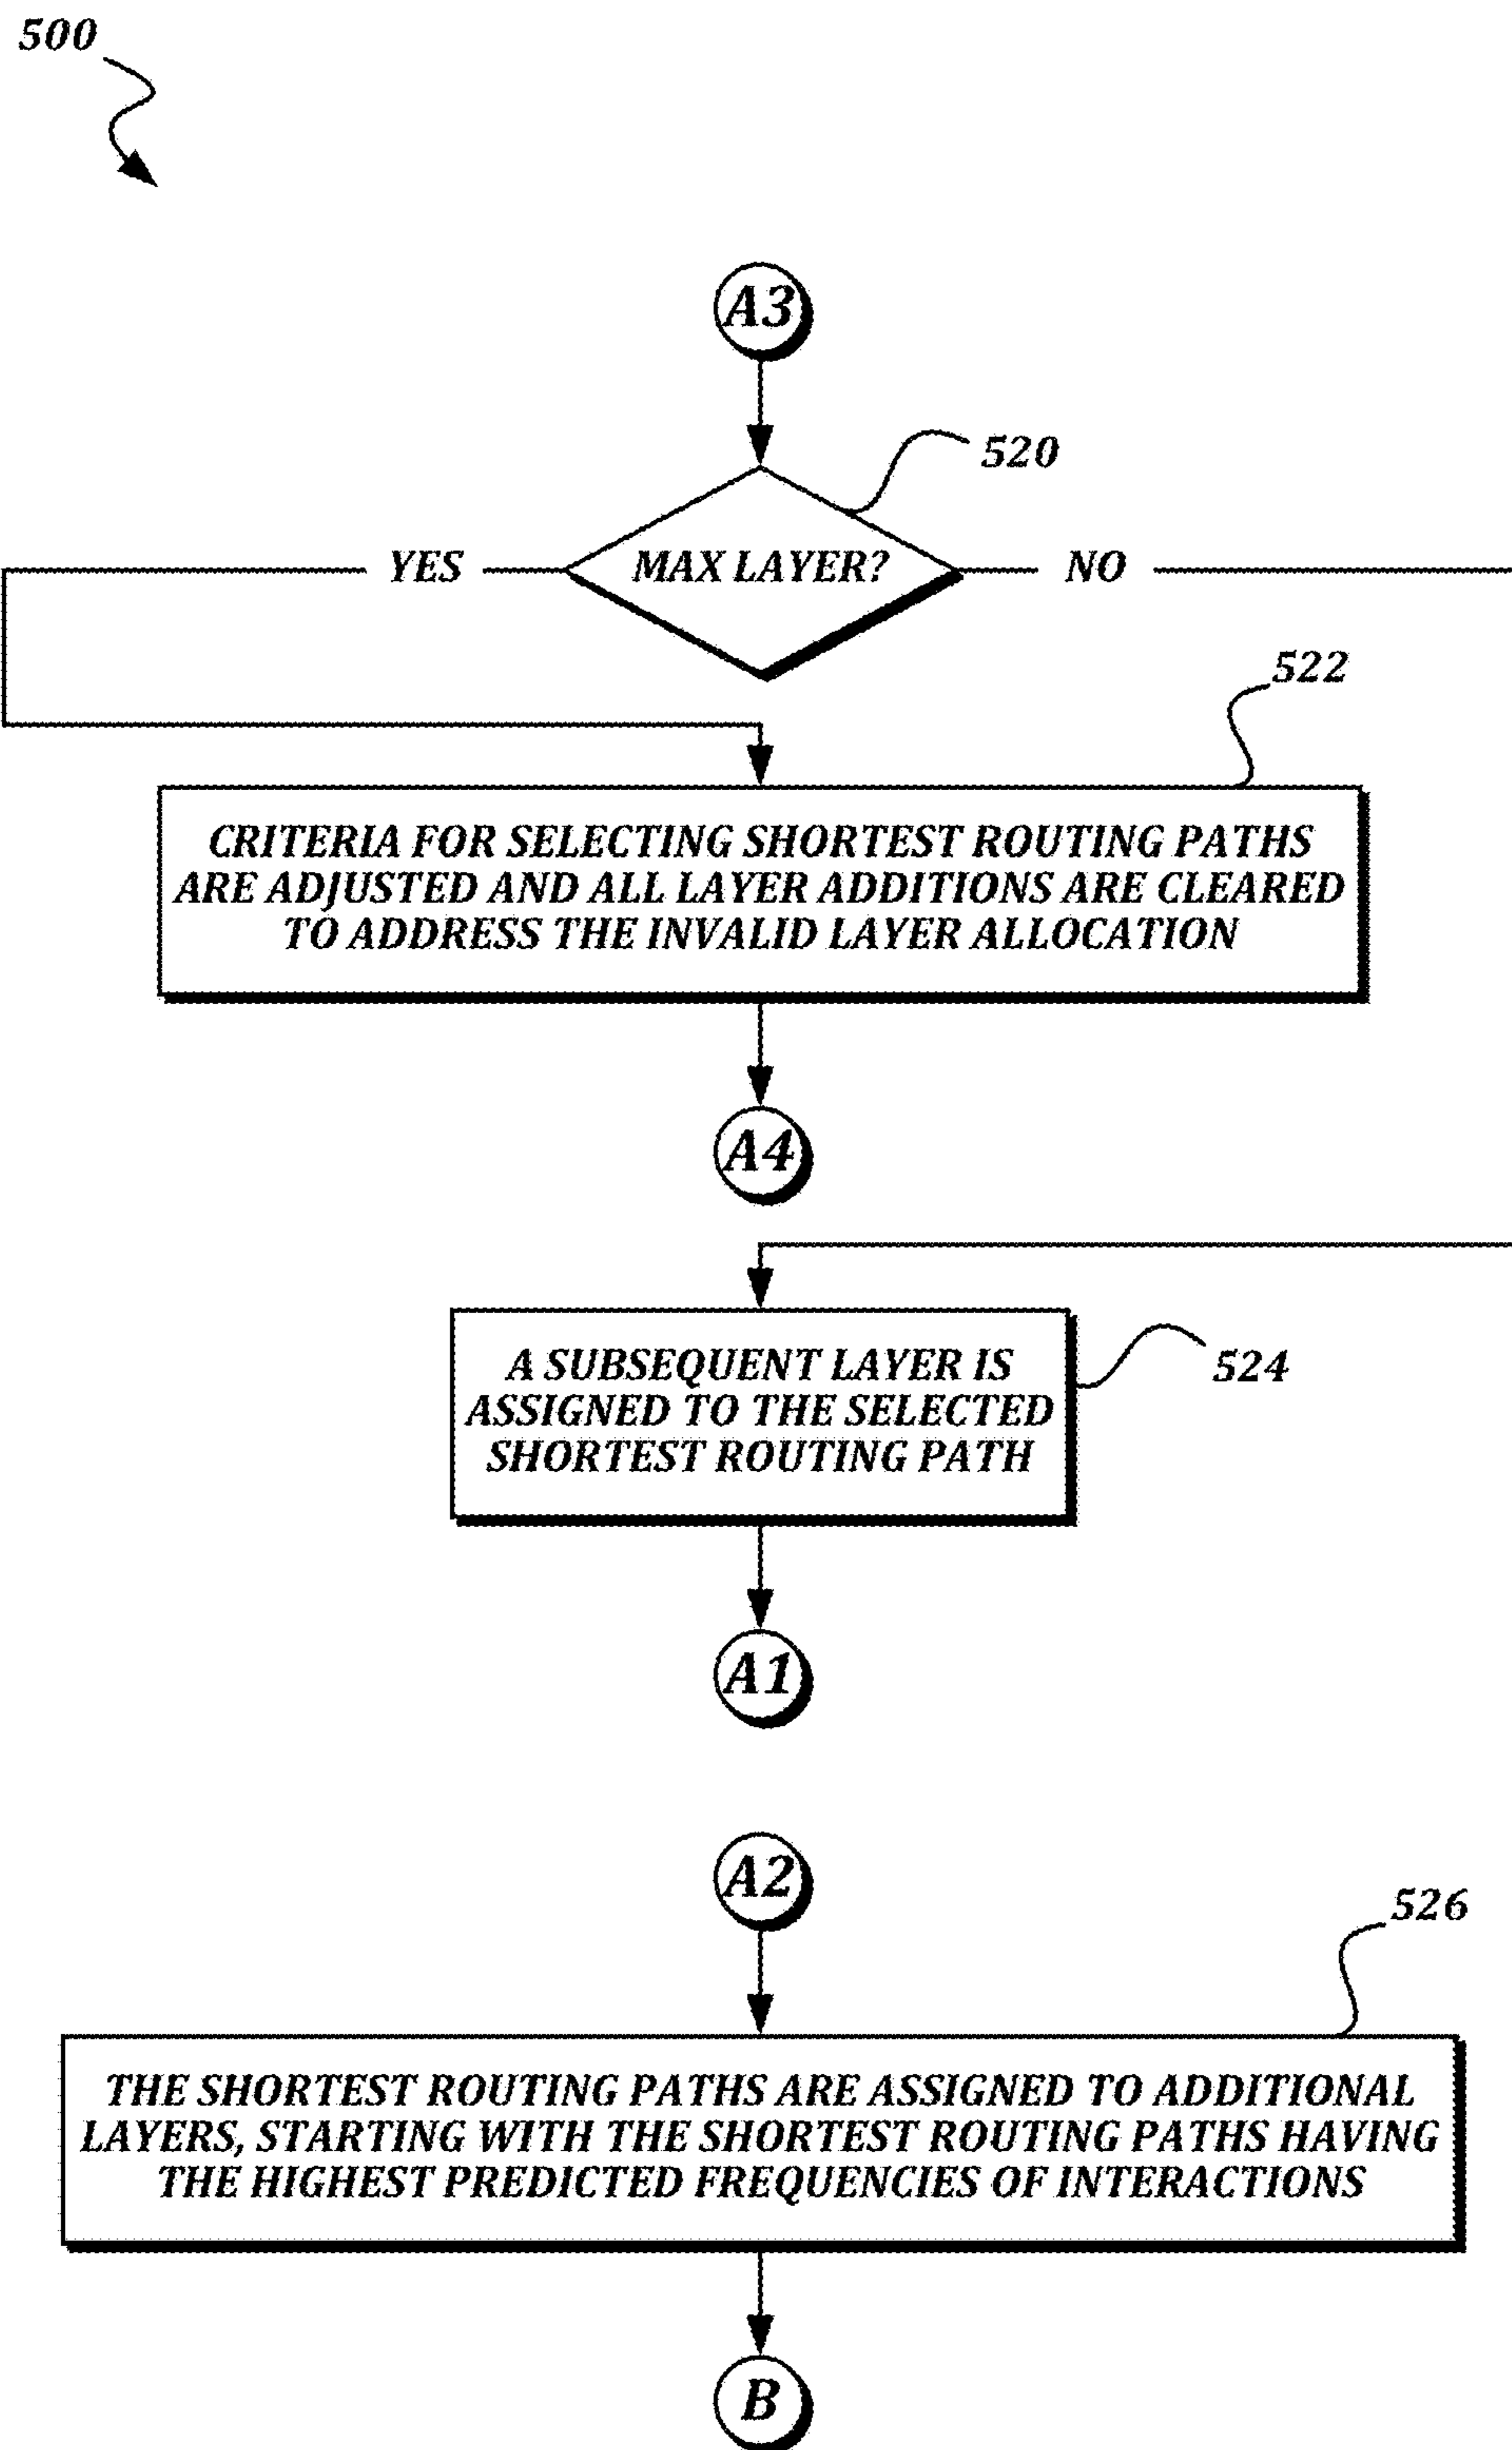 500
A3
520
YES
MAX LAYER?
NO
522
CRITERIA FOR SELECTING SHORTEST ROUTING PATHS
ARE ADJUSTED AND ALL LAYER ADDITIONS ARE CLEARED
TO ADDRESS THE INVALID LAYER ALLOCATION
A4
A SUBSEQUENT LAYER IS
ASSIGNED TO THE SELECTED
SHORTEST ROUTING PATH
524
A1
A2
526
THE SHORTEST ROUTING PATHS ARE ASSIGNED TO ADDITIONAL
LAYERS, STARTING WITH THE SHORTEST ROUTING PATHS HAVING
THE HIGHEST PREDICTED FREQUENCIES OF INTERACTIONS
B